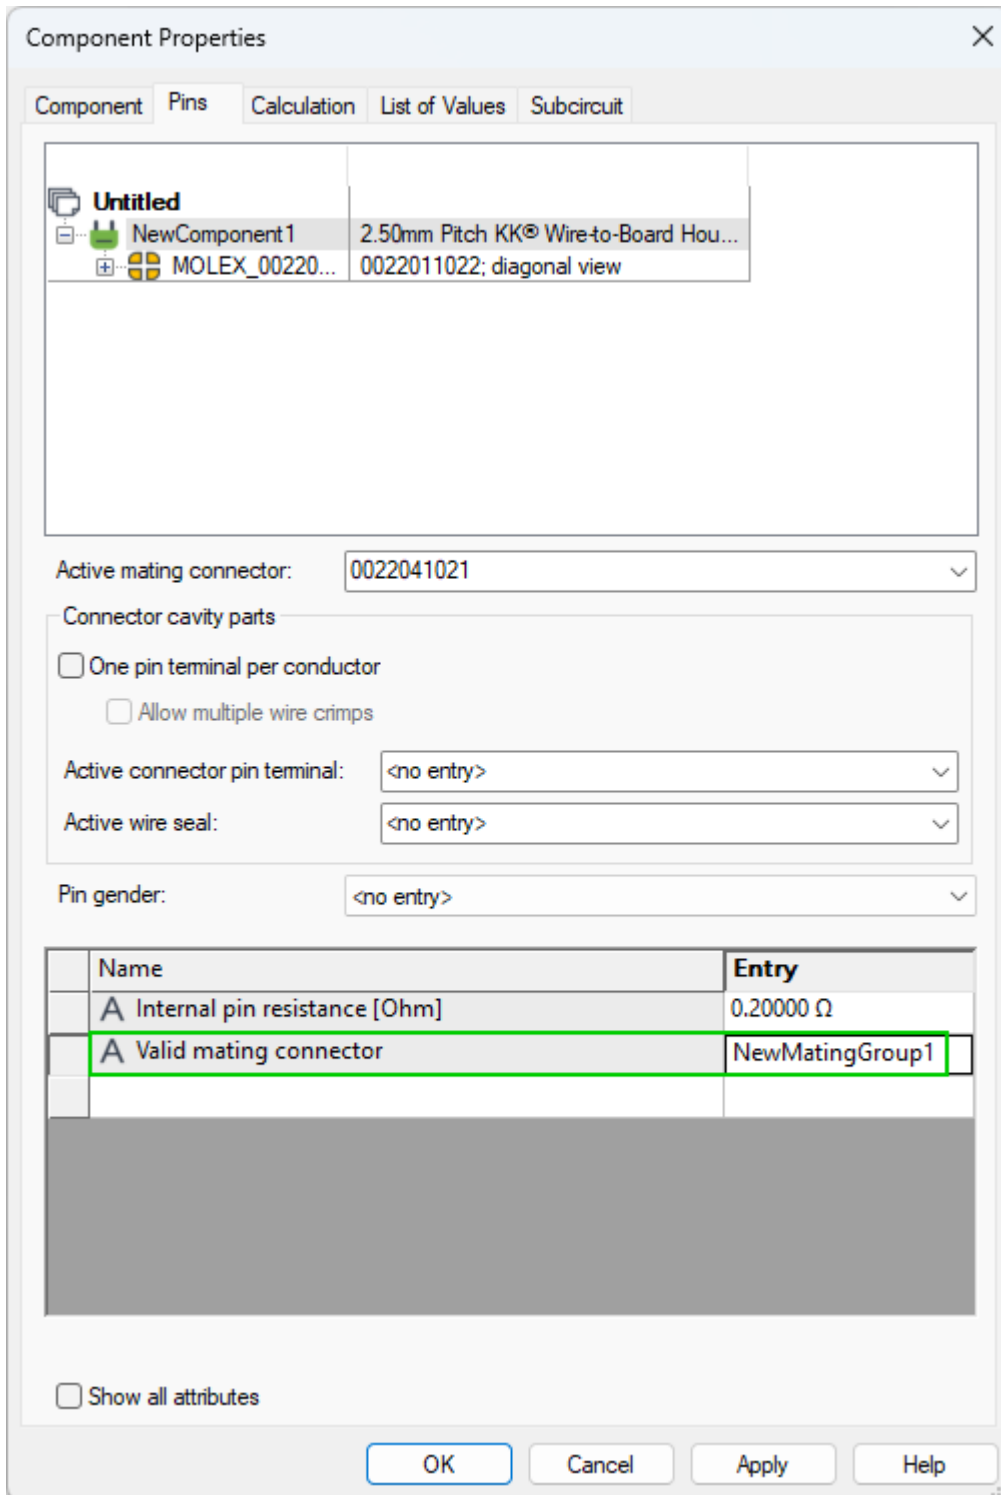 Component Properties
Component Pins Calculation List of Values Subcircuit
Untitled
NewComponent1 2.50mm Pitch KK® Wire-to-Board Hou...
MOLEX_00220... 0022011022; diagonal view
Active mating connector: 0022041021
Connector cavity parts
One pin terminal per conductor
Allow multiple wire crimps
Active connector pin terminal: <no entry>
Active wire seal: <no entry>
Pin gender: <no entry>
Name Entry
A Internal pin resistance [Ohm] 0.20000 Ω
A Valid mating connector NewMatingGroup1
Show all attributes
OK Cancel Apply Help